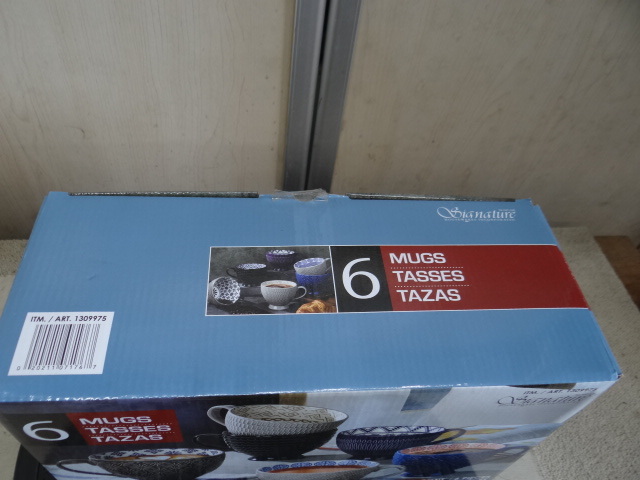 Signature
6
MUGS
TASSES
TAZAS
ITM. / ART. 1309975
6
MUGS
TASSES
TAZAS
Signature